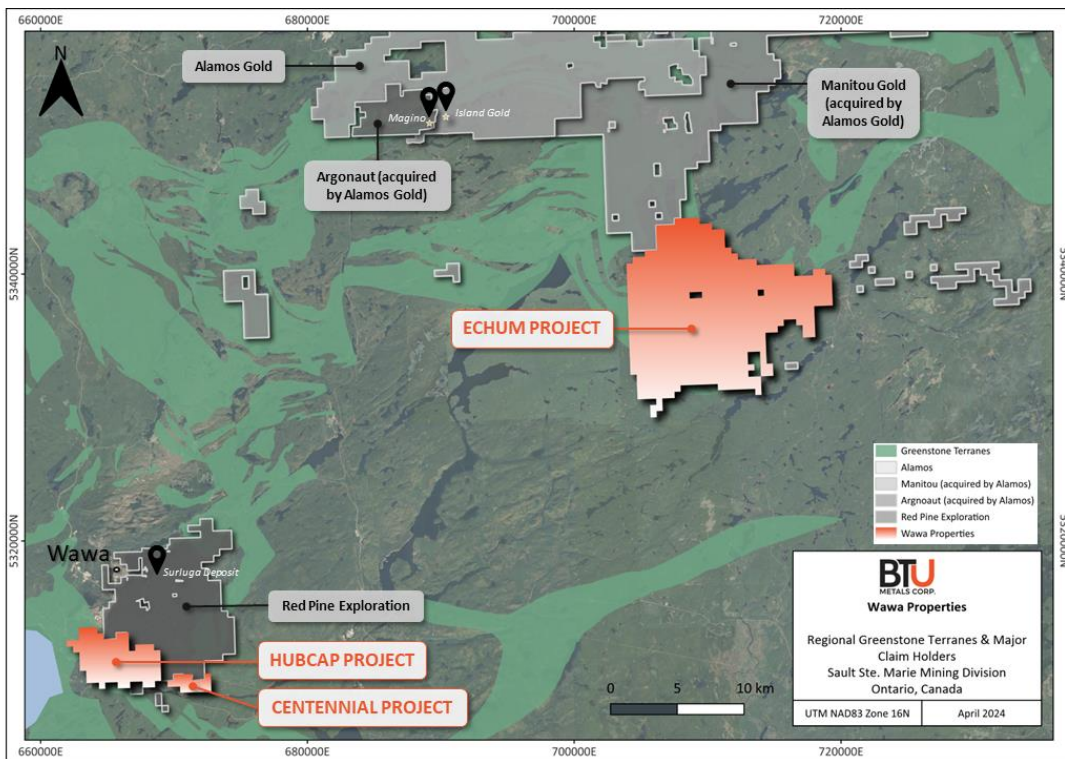 660000E
680000E
700000E
720000E
N
Alamos Gold
Magino
Island Gold
Manitou Gold
(acquired by
Alamos Gold)
Argonaut (acquired
by Alamos Gold)
5340000N
5340000N
ECHUM PROJECT
Greenstone Terranes
Alamos
Manitou (acquired by Alamos)
Argnoaut (acquired by Alamos)
Red Pine Exploration
Wawa Properties
5320000N
5320000N
Wawa
Surluga Deposit
Red Pine Exploration
HUBCAP PROJECT
CENTENNIAL PROJECT
0 5 10 km
BTU
METALS CORP.
Wawa Properties
Regional Greenstone Terranes & Major
Claim Holders
Sault Ste. Marie Mining Division
Ontario, Canada
UTM NAD83 Zone 16N
April 2024
660000E
680000E
700000E
720000E